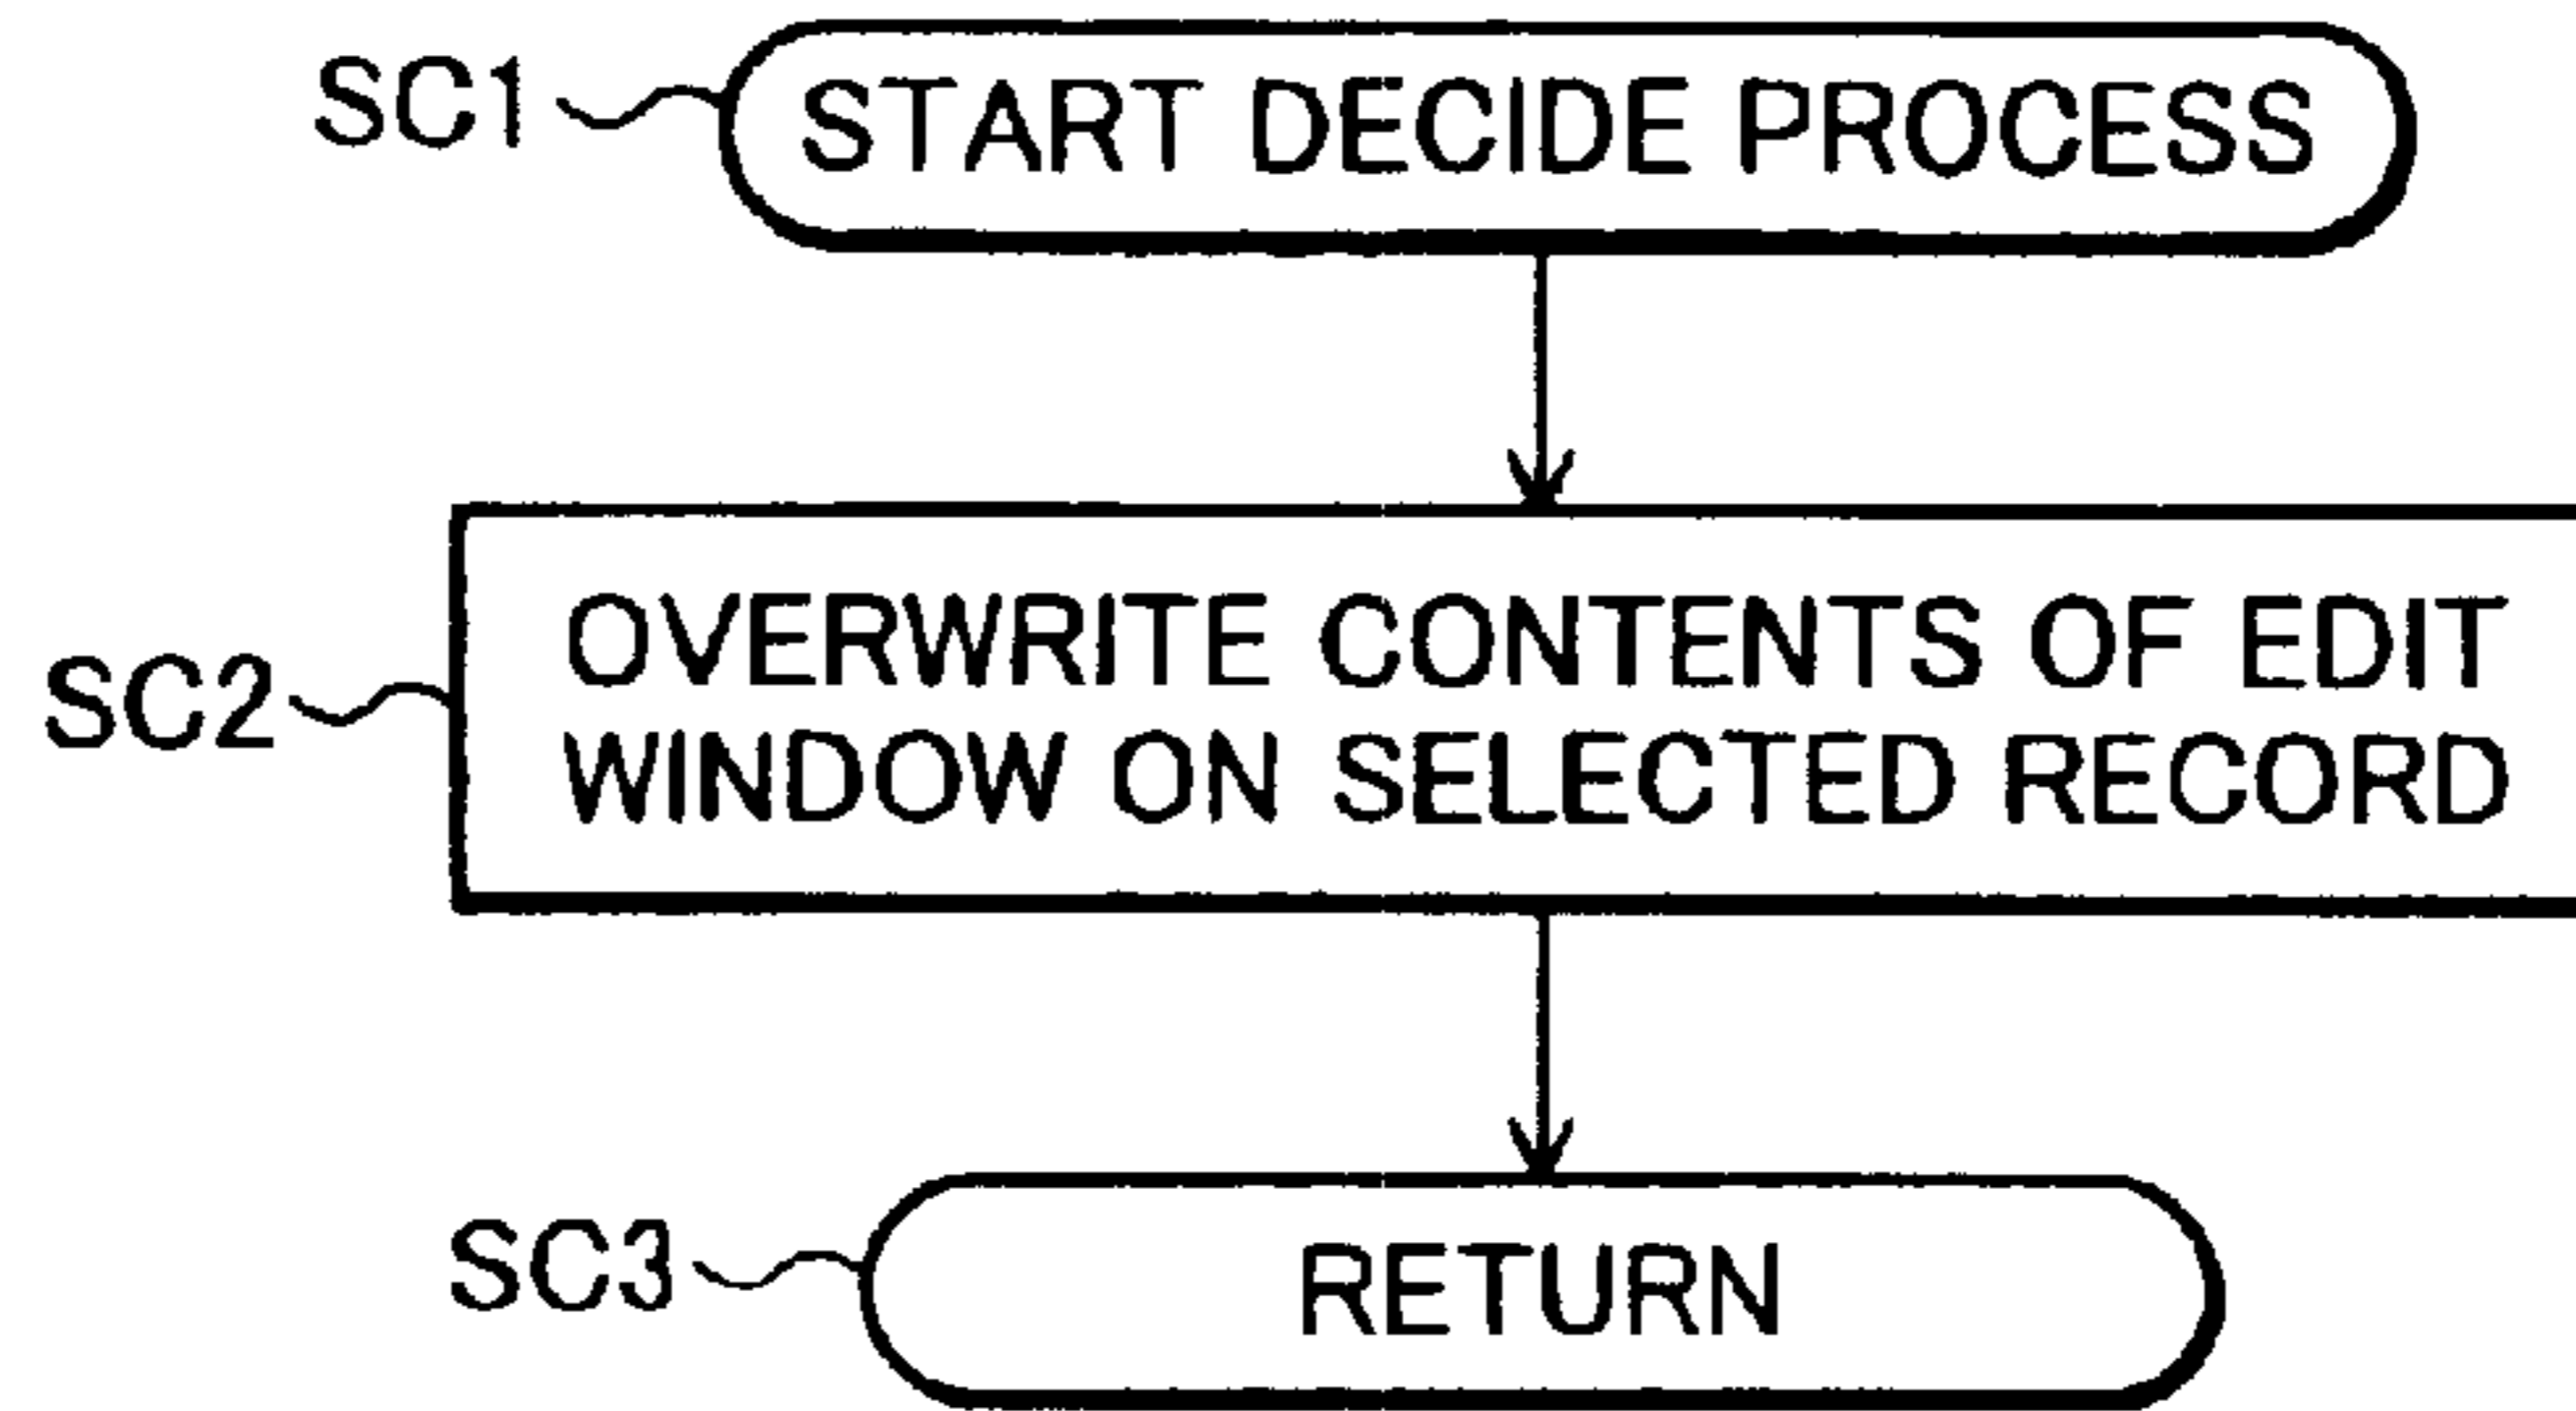 SC1 START DECIDE PROCESS
SC2 OVERWRITE CONTENTS OF EDIT
WINDOW ON SELECTED RECORD
SC3 RETURN